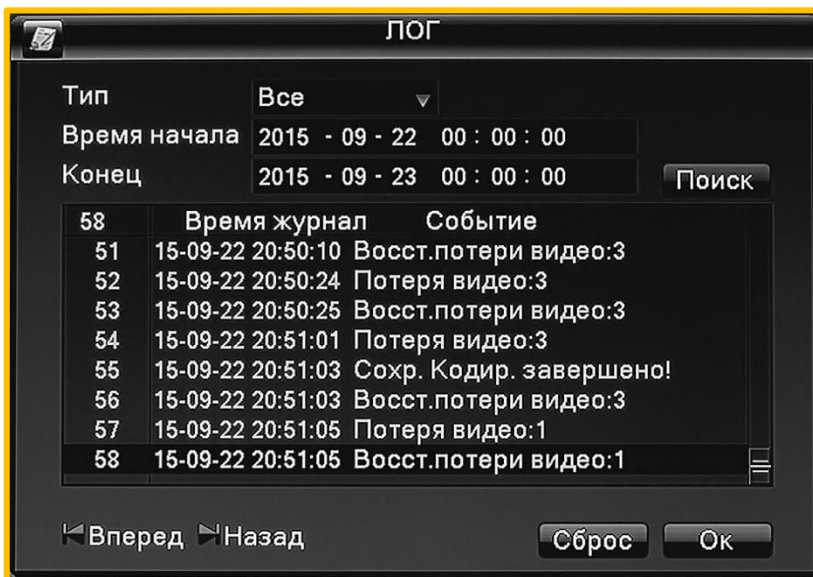 ЛОГ
Тип Все
Время начала 2015 - 09 - 22 00 : 00 : 00
Конец 2015 - 09 - 23 00 : 00 : 00 Поиск
58 Время журнал Событие
51 15-09-22 20:50:10 Восст.потери видео:3
52 15-09-22 20:50:24 Потеря видео:3
53 15-09-22 20:50:25 Восст.потери видео:3
54 15-09-22 20:51:01 Потеря видео:3
55 15-09-22 20:51:03 Сохр. Кодир. завершено!
56 15-09-22 20:51:03 Восст.потери видео:3
57 15-09-22 20:51:05 Потеря видео:1
58 15-09-22 20:51:05 Восст.потери видео:1
Вперед Назад Сброс Ок